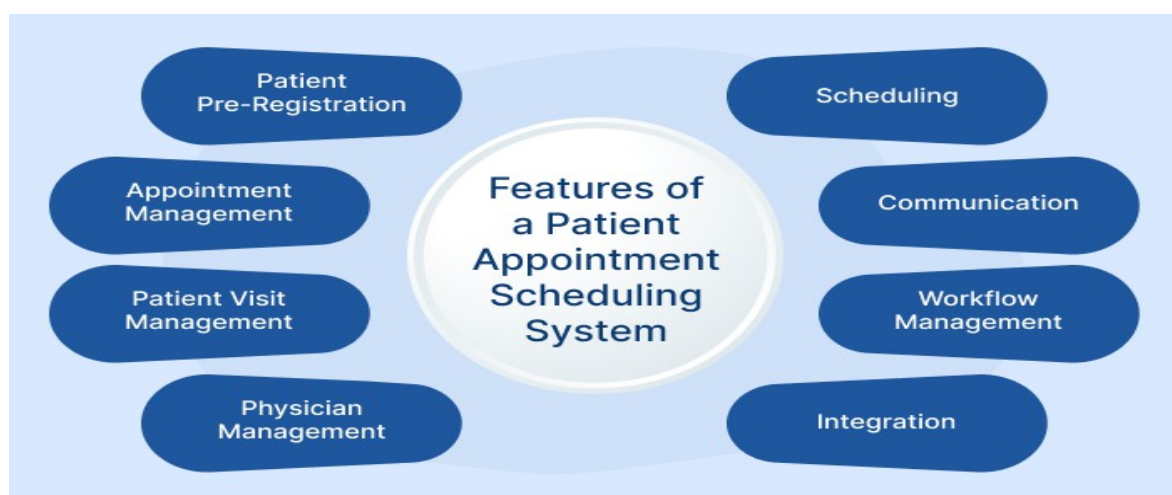 Patient
Pre-Registration
Appointment
Management
Patient Visit
Management
Physician
Management
Features of
a Patient
Appointment
Scheduling
System
Scheduling
Communication
Workflow
Management
Integration